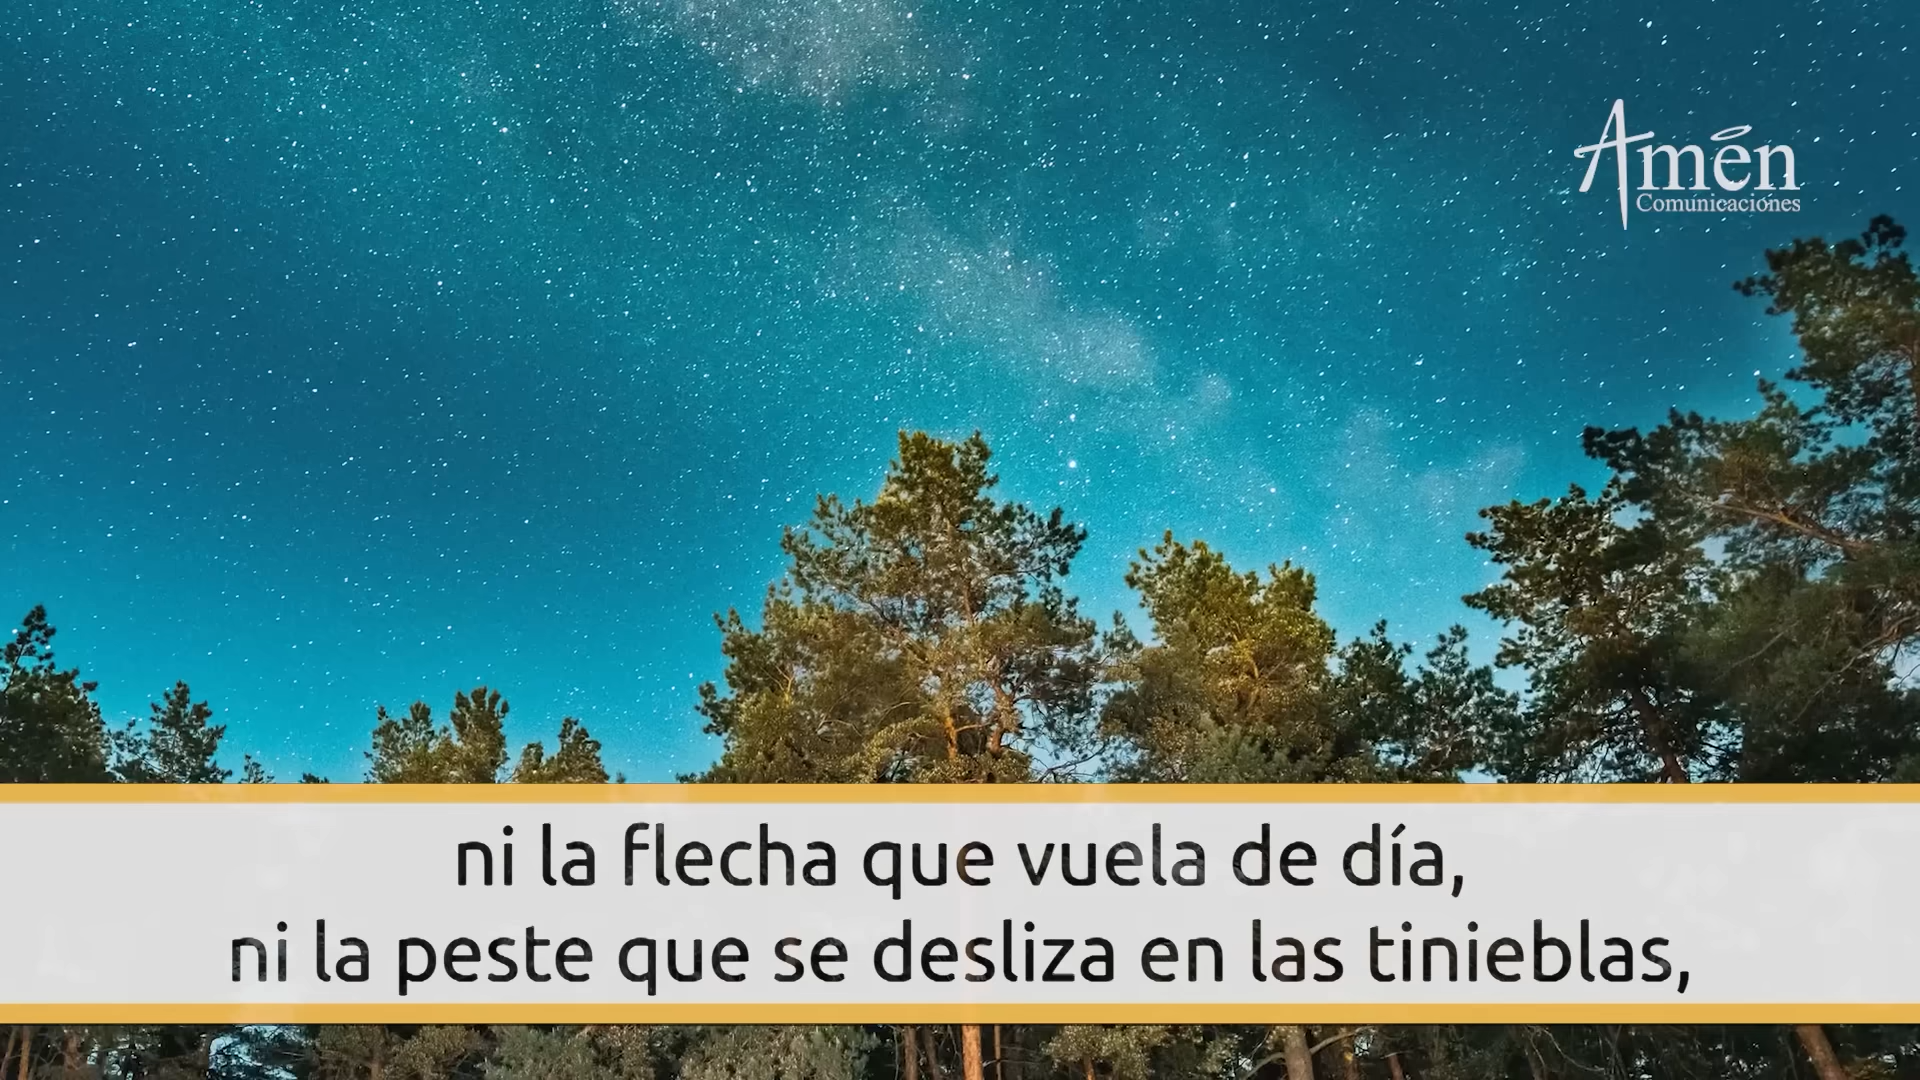 Amén
Comunicaciones
ni la flecha que vuela de día,
ni la peste que se desliza en las tinieblas,